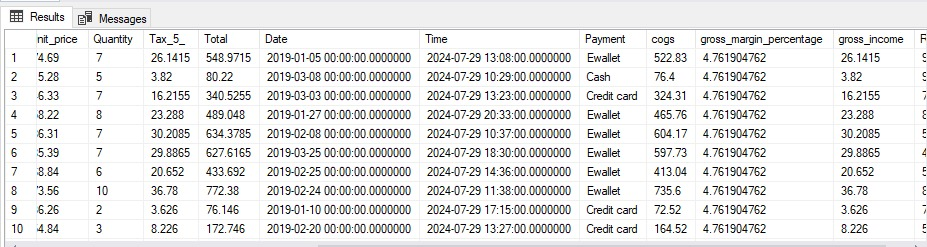 Results Messages
nit_price Quantity Tax_5_ Total Date Time Payment cogs gross_margin_percentage gross_income
1 4.69 7 26.1415 548.9715 2019-01-05 00:00:00.0000000 2024-07-29 13:08:00.0000000 Ewallet 522.83 4.761904762 26.1415
2 5.28 5 3.82 80.22 2019-03-08 00:00:00.0000000 2024-07-29 10:29:00.0000000 Cash 76.4 4.761904762 3.82
3 6.33 7 16.2155 340.5255 2019-03-03 00:00:00.0000000 2024-07-29 13:23:00.0000000 Credit card 324.31 4.761904762 16.2155
4 8.22 8 23.288 489.048 2019-01-27 00:00:00.0000000 2024-07-29 20:33:00.0000000 Ewallet 465.76 4.761904762 23.288
5 6.31 7 30.2085 634.3785 2019-02-08 00:00:00.0000000 2024-07-29 10:37:00.0000000 Ewallet 604.17 4.761904762 30.2085
6 5.39 7 29.8865 627.6165 2019-03-25 00:00:00.0000000 2024-07-29 18:30:00.0000000 Ewallet 597.73 4.761904762 29.8865
7 8.84 6 20.652 433.692 2019-02-25 00:00:00.0000000 2024-07-29 14:36:00.0000000 Ewallet 413.04 4.761904762 20.652
8 3.56 10 36.78 772.38 2019-02-24 00:00:00.0000000 2024-07-29 11:38:00.0000000 Ewallet 735.6 4.761904762 36.78
9 6.26 2 3.626 76.146 2019-01-10 00:00:00.0000000 2024-07-29 17:15:00.0000000 Credit card 72.52 4.761904762 3.626
10 4.84 3 8.226 172.746 2019-02-20 00:00:00.0000000 2024-07-29 13:27:00.0000000 Credit card 164.52 4.761904762 8.226